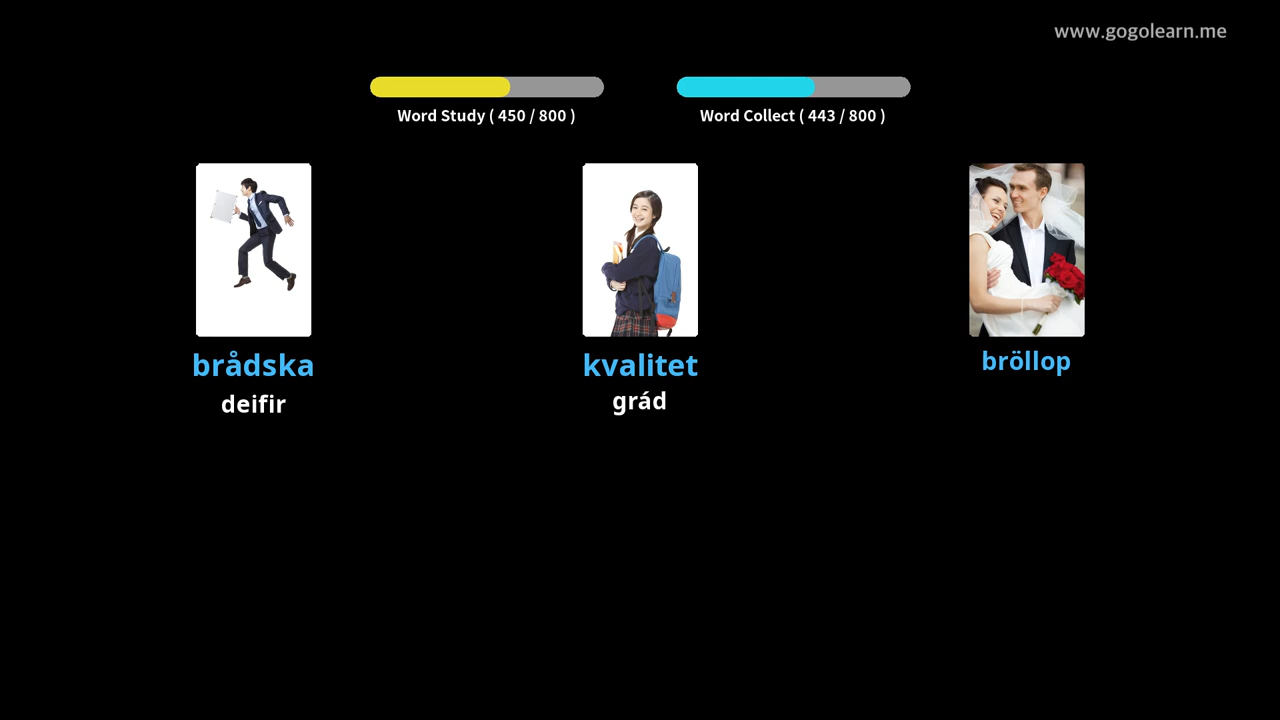 www.gogolearn.me
Word Study ( 450 / 800 )
Word Collect ( 443 / 800 )
brådska
deifir
kvalitet
grád
bröllop